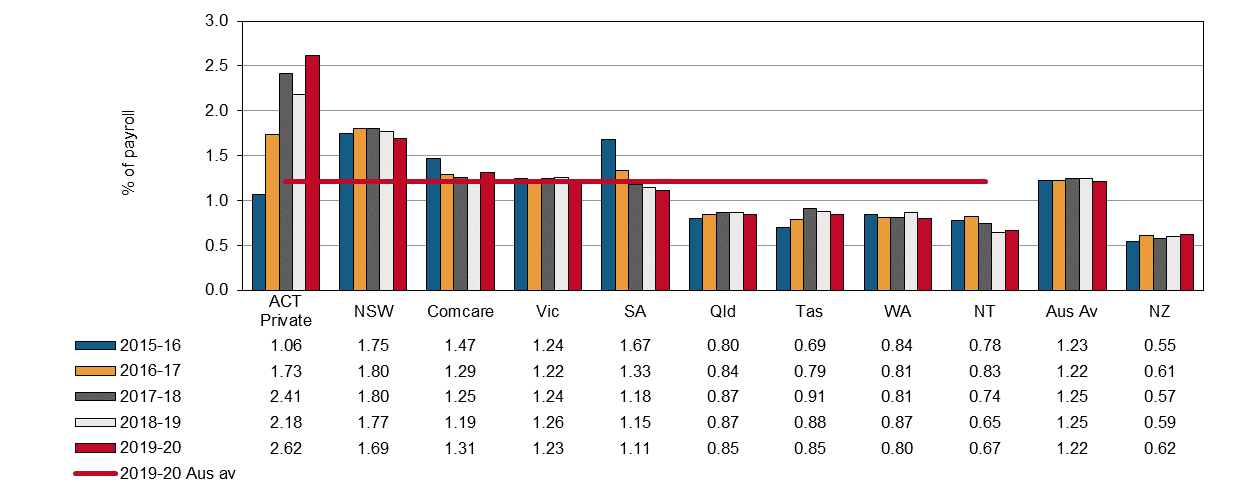 3.0
2.5
2.0
1.5
1.0
0.5
0.0
% of payroll
ACT Private NSW Comcare Vic SA Qld Tas WA NT Aus Av NZ
2015-16 1.06 1.75 1.47 1.24 1.67 0.80 0.69 0.84 0.78 1.23 0.55
2016-17 1.73 1.80 1.29 1.22 1.33 0.84 0.79 0.81 0.83 1.22 0.61
2017-18 2.41 1.80 1.25 1.24 1.18 0.87 0.91 0.81 0.74 1.25 0.57
2018-19 2.18 1.77 1.19 1.26 1.15 0.87 0.88 0.87 0.65 1.25 0.59
2019-20 2.62 1.69 1.31 1.23 1.11 0.85 0.85 0.80 0.67 1.22 0.62
2019-20 Aus av